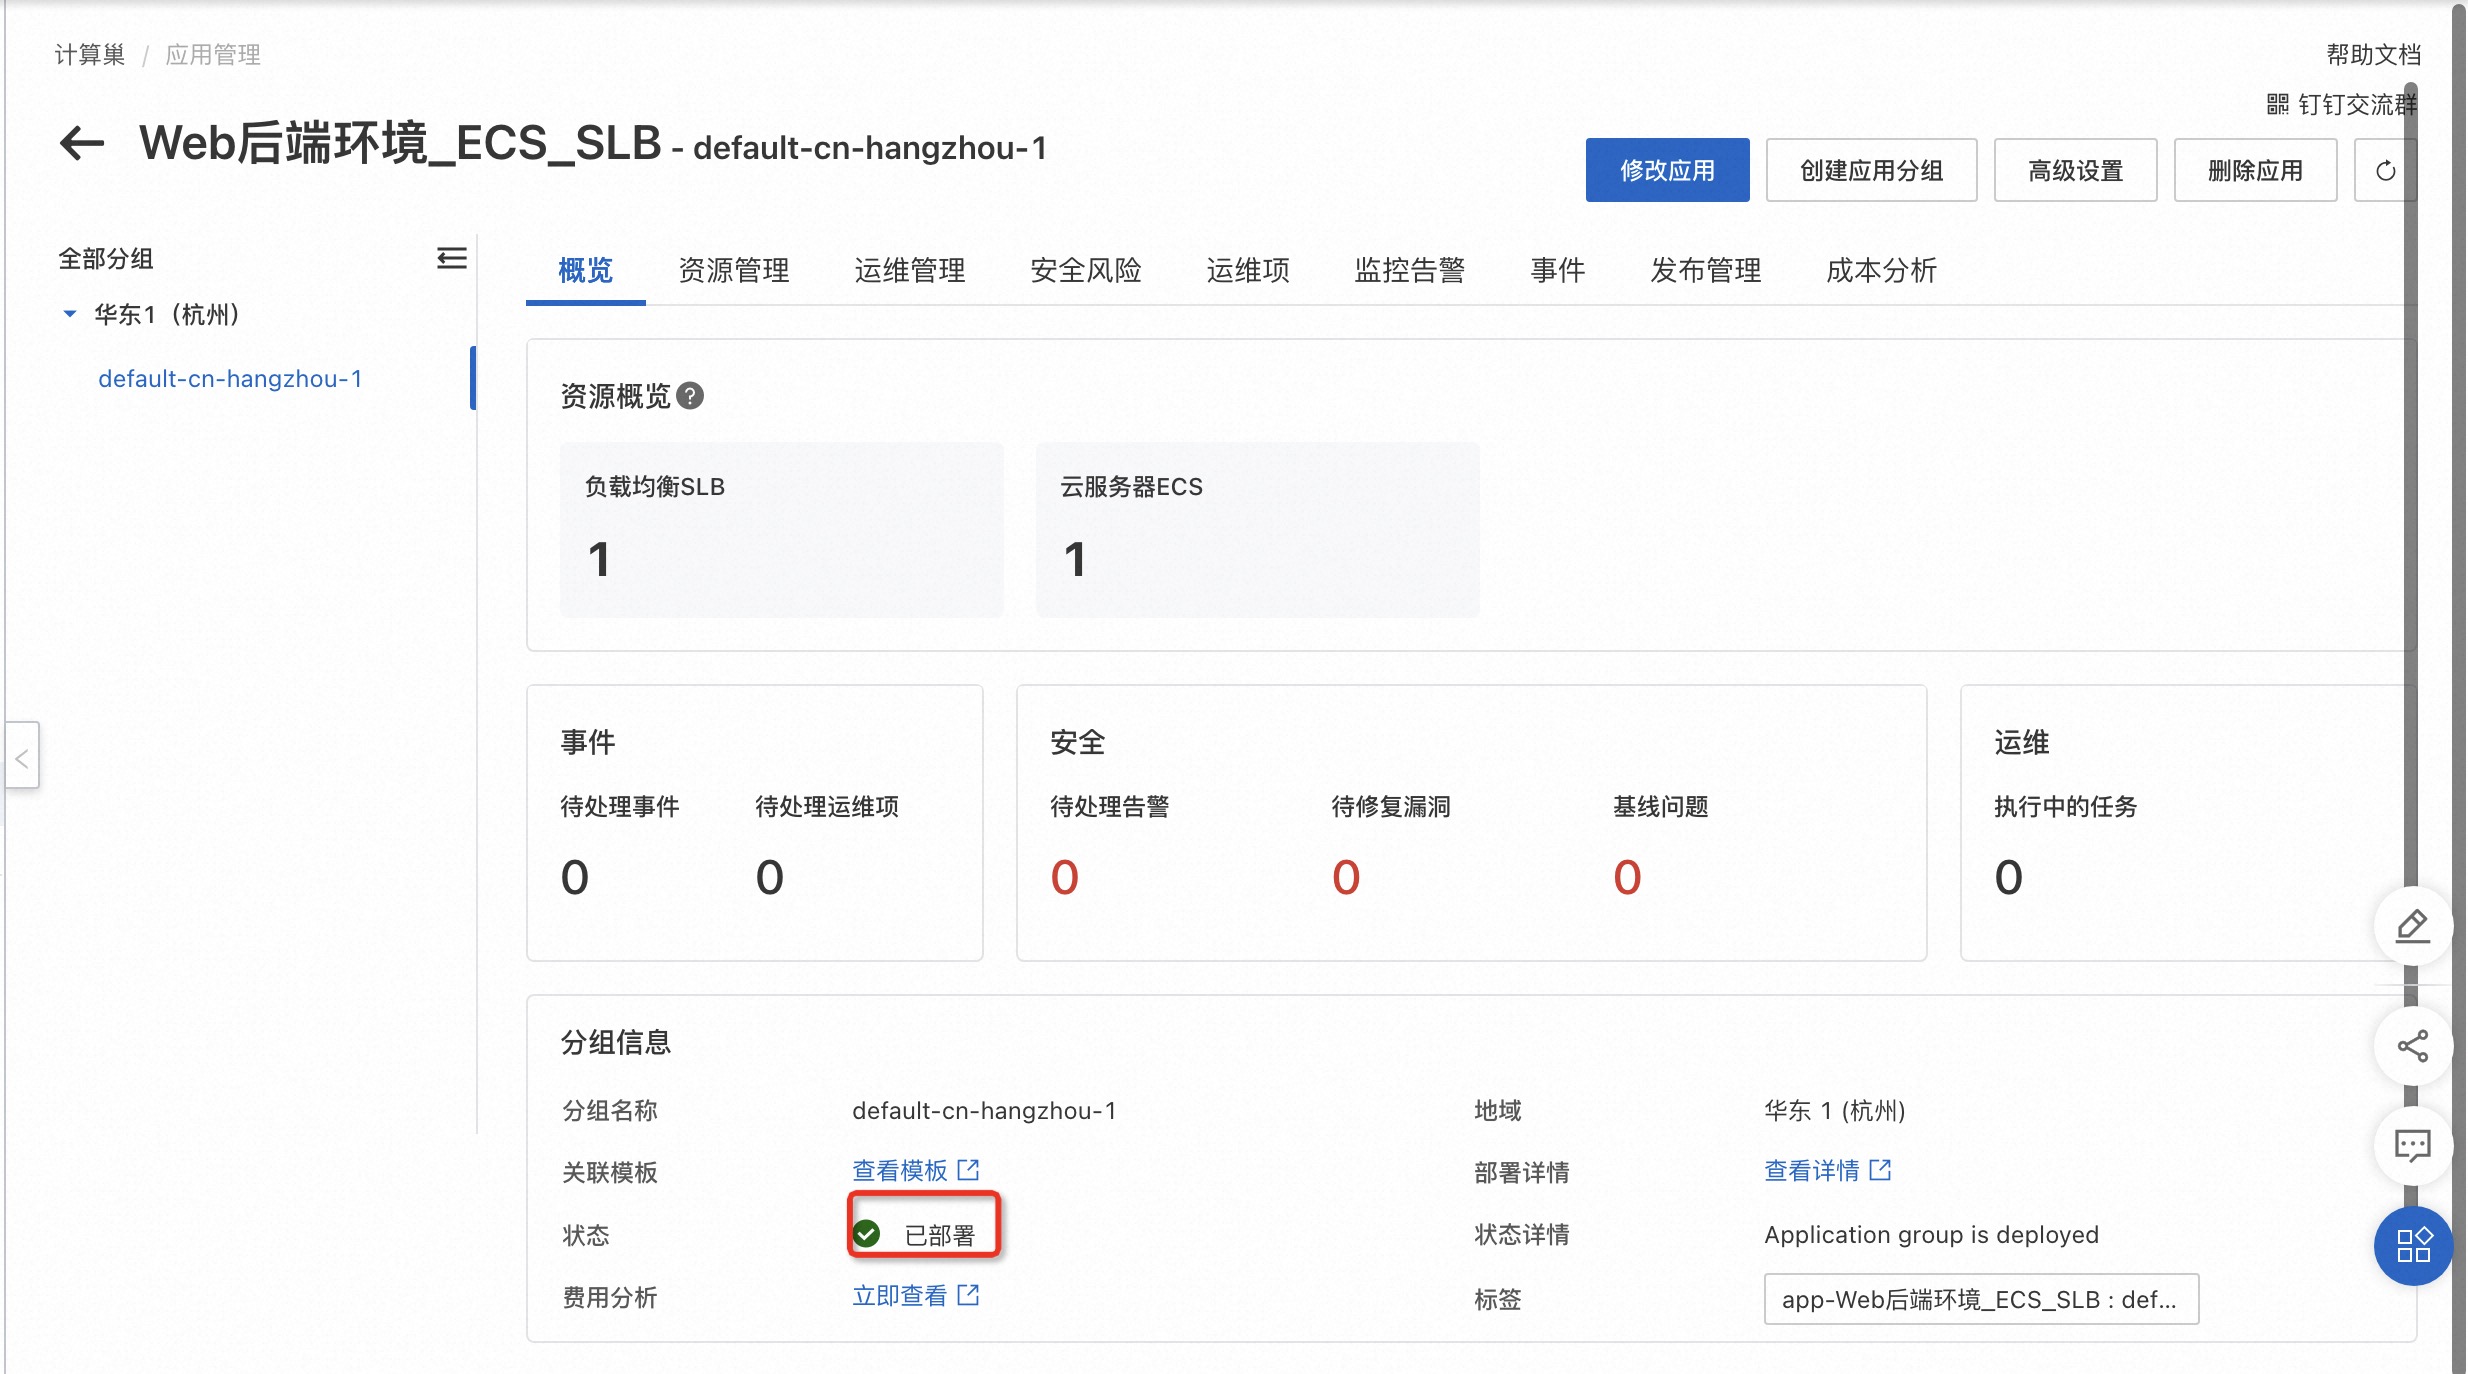 计算巢 / 应用管理
帮助文档
钉钉交流群
Web后端环境_ECS_SLB - default-cn-hangzhou-1
修改应用
创建应用分组
高级设置
删除应用
全部分组
华东1（杭州）
default-cn-hangzhou-1
概览
资源管理
运维管理
安全风险
运维项
监控告警
事件
发布管理
成本分析
资源概览
负载均衡SLB
1
云服务器ECS
1
事件
待处理事件
0
待处理运维项
0
安全
待处理告警
0
待修复漏洞
0
基线问题
0
运维
执行中的任务
0
分组信息
分组名称
default-cn-hangzhou-1
地域
华东 1 (杭州)
关联模板
查看模板
部署详情
查看详情
状态
已部署
状态详情
Application group is deployed
费用分析
立即查看
标签
app-Web后端环境_ECS_SLB : def...